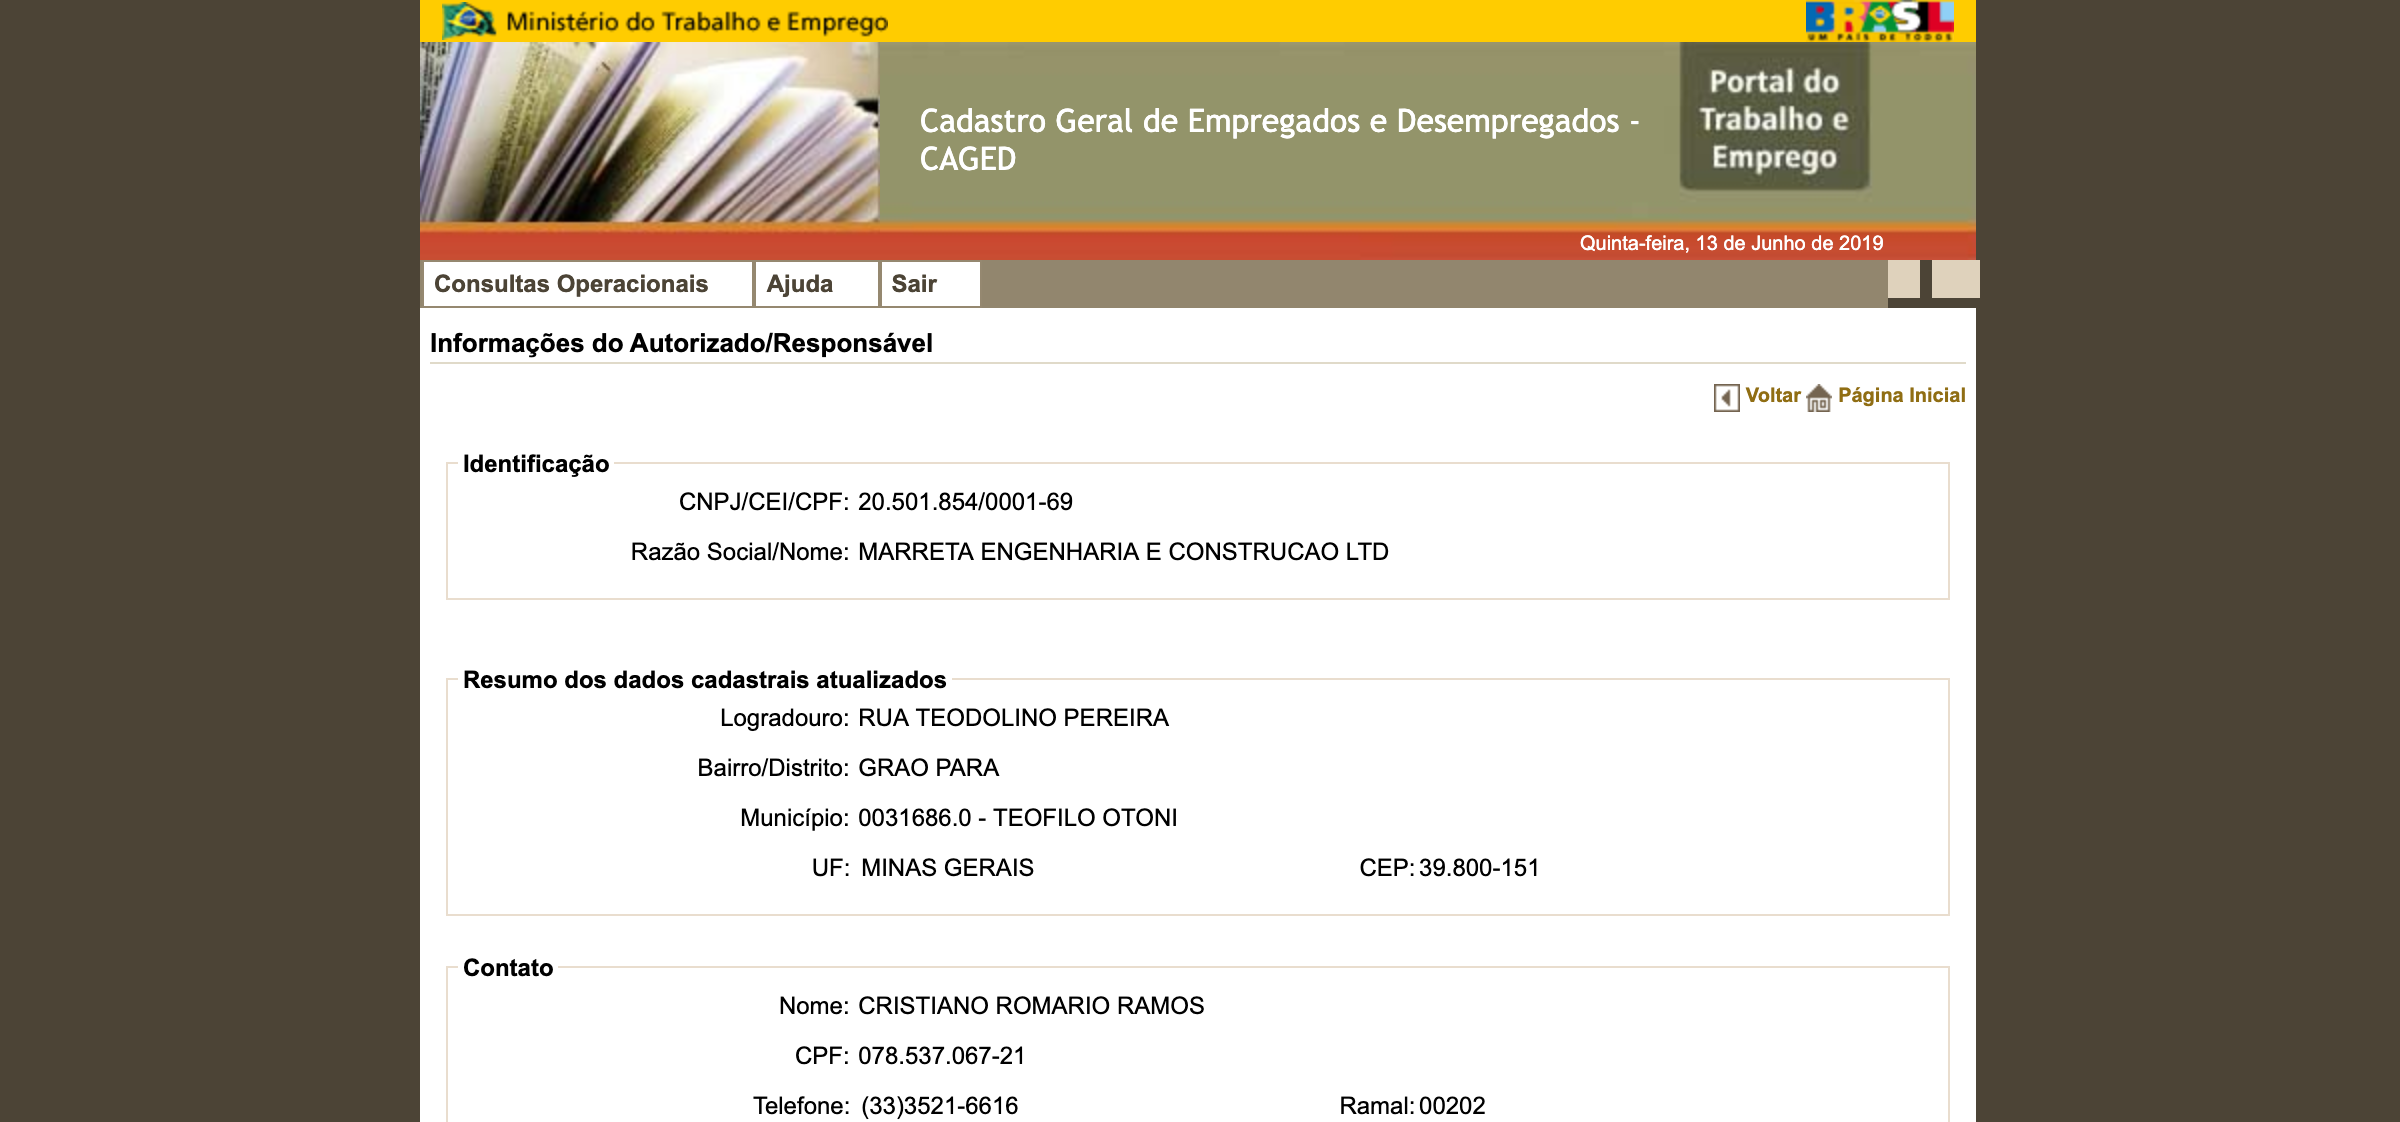 Ministério do Trabalho e Emprego
BRASIL
UM PAÍS DE TODOS
Cadastro Geral de Empregados e Desempregados -
CAGED
Portal do
Trabalho e
Emprego
Quinta-feira, 13 de Junho de 2019
Consultas Operacionais Ajuda Sair
Informações do Autorizado/Responsável
Voltar Página Inicial
Identificação
CNPJ/CEI/CPF: 20.501.854/0001-69
Razão Social/Nome: MARRETA ENGENHARIA E CONSTRUCAO LTD
Resumo dos dados cadastrais atualizados
Logradouro: RUA TEODOLINO PEREIRA
Bairro/Distrito: GRAO PARA
Município: 0031686.0 - TEOFILO OTONI
UF: MINAS GERAIS CEP: 39.800-151
Contato
Nome: CRISTIANO ROMARIO RAMOS
CPF: 078.537.067-21
Telefone: (33)3521-6616 Ramal: 00202